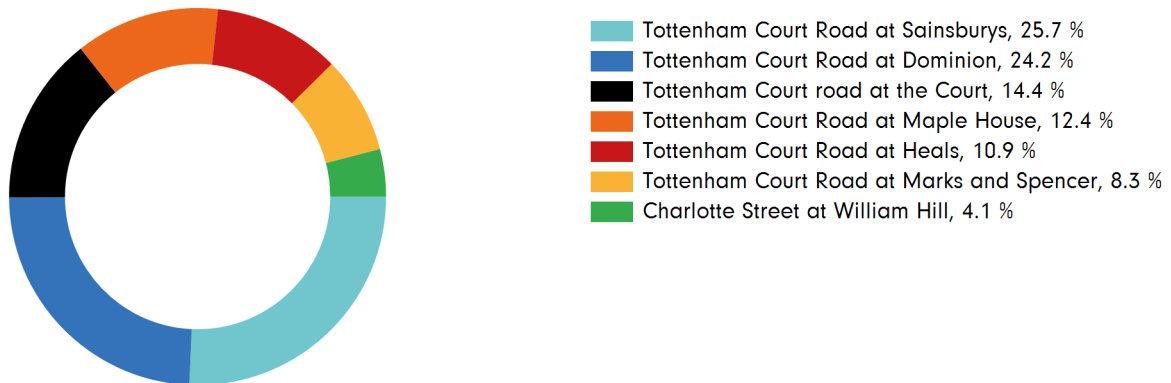 Tottenham Court Road at Sainsburys, 25.7 %
Tottenham Court Road at Dominion, 24.2 %
Tottenham Court road at the Court, 14.4 %
Tottenham Court Road at Maple House, 12.4 %
Tottenham Court Road at Heals, 10.9 %
Tottenham Court Road at Marks and Spencer, 8.3 %
Charlotte Street at William Hill, 4.1 %